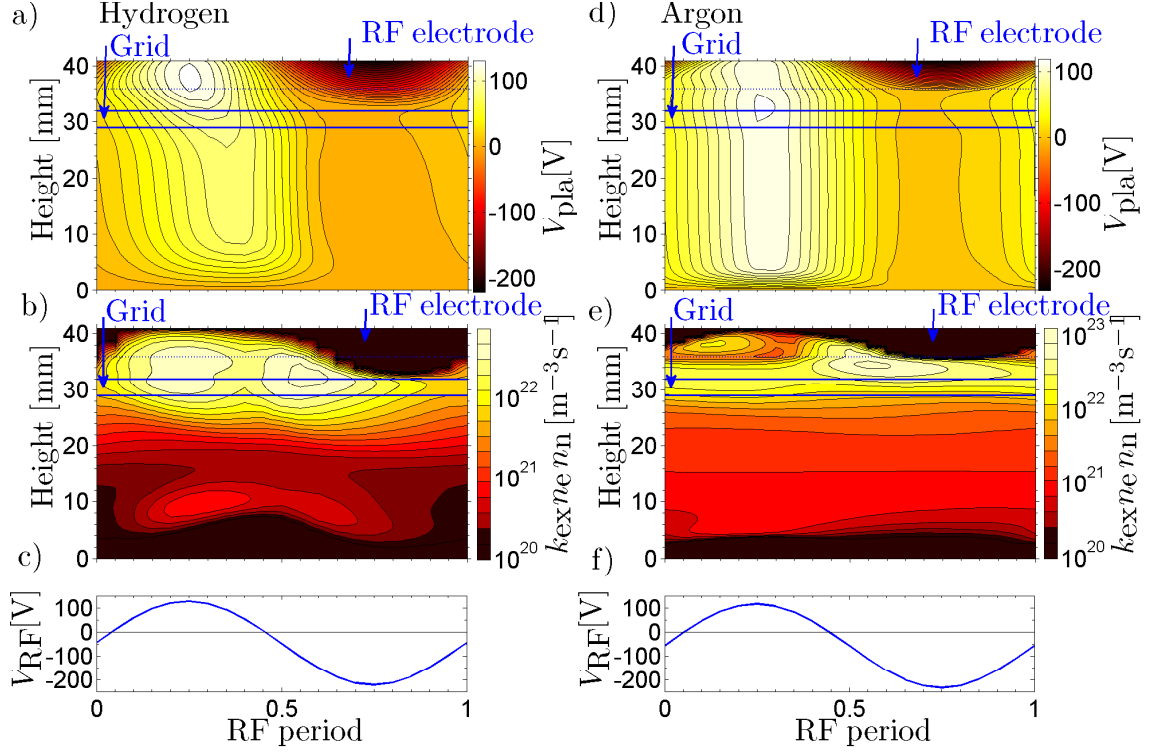 a) Hydrogen
Grid
RF electrode
Height [mm]
40
30
20
10
0
100
0
-100
-200
V_pla[V]
d) Argon
Grid
RF electrode
Height [mm]
40
30
20
10
0
100
0
-100
-200
V_pla[V]
b) Grid
RF electrode
Height [mm]
40
30
20
10
0
10^22
10^21
10^20
k_ex n_e n_n [m^−3 s^−1]
e) Grid
RF electrode
Height [mm]
40
30
20
10
0
10^23
10^22
10^21
10^20
k_ex n_e n_n [m^−3 s^−1]
c)
V_RF[V]
100
0
-100
-200
0 0.5 1
RF period
f)
V_RF[V]
100
0
-100
-200
0 0.5 1
RF period